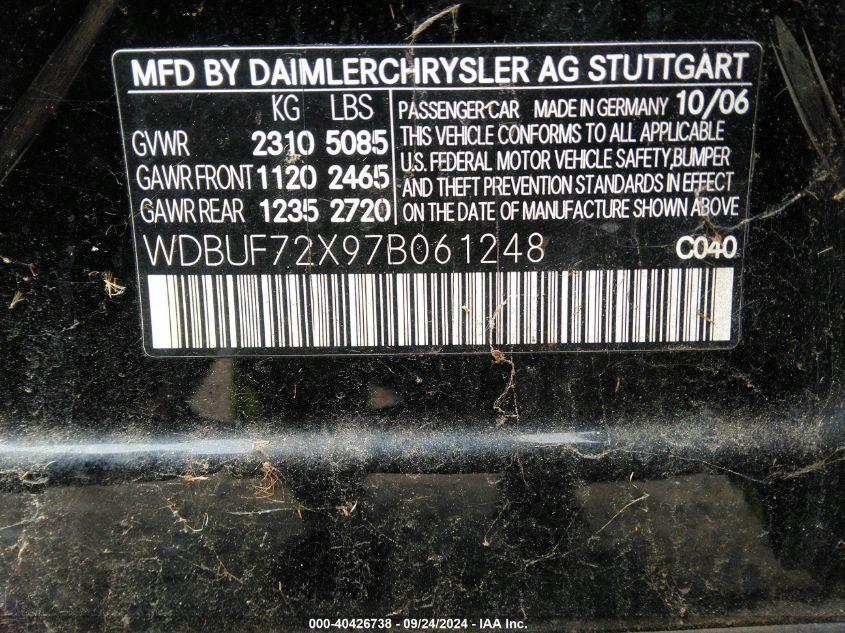 MFD BY DAIMLERCHRYSLER AG STUTTGART
KG LBS
GVWR 2310 5085
GAWR FRONT 1120 2465
GAWR REAR 1235 2720
PASSENGER CAR MADE IN GERMANY 10/06
THIS VEHICLE CONFORMS TO ALL APPLICABLE
U.S. FEDERAL MOTOR VEHICLE SAFETY, BUMPER
AND THEFT PREVENTION STANDARDS IN EFFECT
ON THE DATE OF MANUFACTURE SHOWN ABOVE
WDBUF72X97B061248 C040
000-40426738 - 09/24/2024 - IAA Inc.